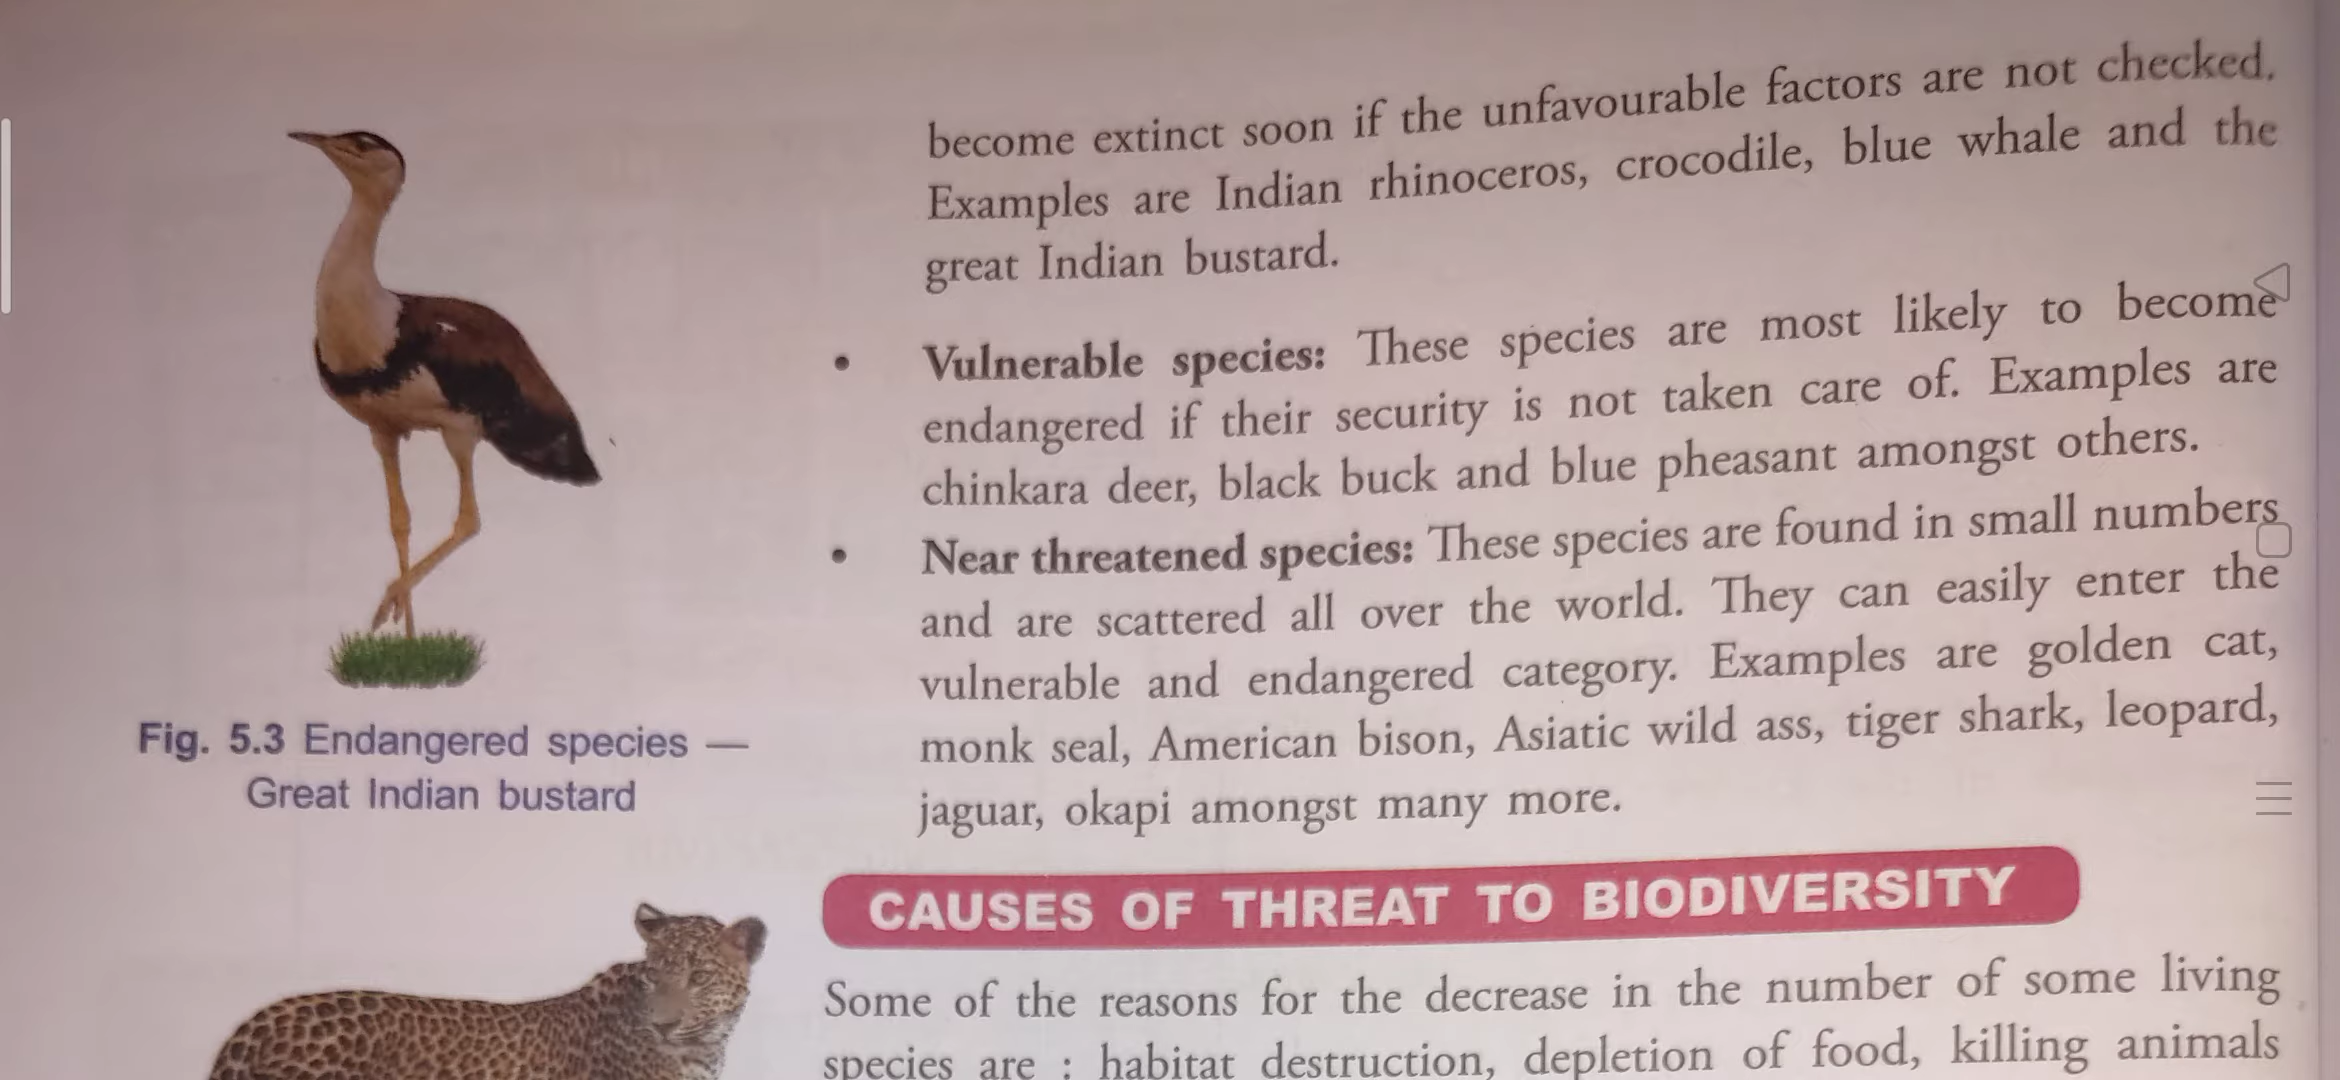 become extinct soon if the unfavourable factors are not checked.
Examples are Indian rhinoceros, crocodile, blue whale and the
great Indian bustard.
• Vulnerable species: These species are most likely to become
endangered if their security is not taken care of. Examples are
chinkara deer, black buck and blue pheasant amongst others.
• Near threatened species: These species are found in small numbers
and are scattered all over the world. They can easily enter the
vulnerable and endangered category. Examples are golden cat,
monk seal, American bison, Asiatic wild ass, tiger shark, leopard,
jaguar, okapi amongst many more.
Fig. 5.3 Endangered species —
Great Indian bustard
CAUSES OF THREAT TO BIODIVERSITY
Some of the reasons for the decrease in the number of some living
species are : habitat destruction, depletion of food, killing animals